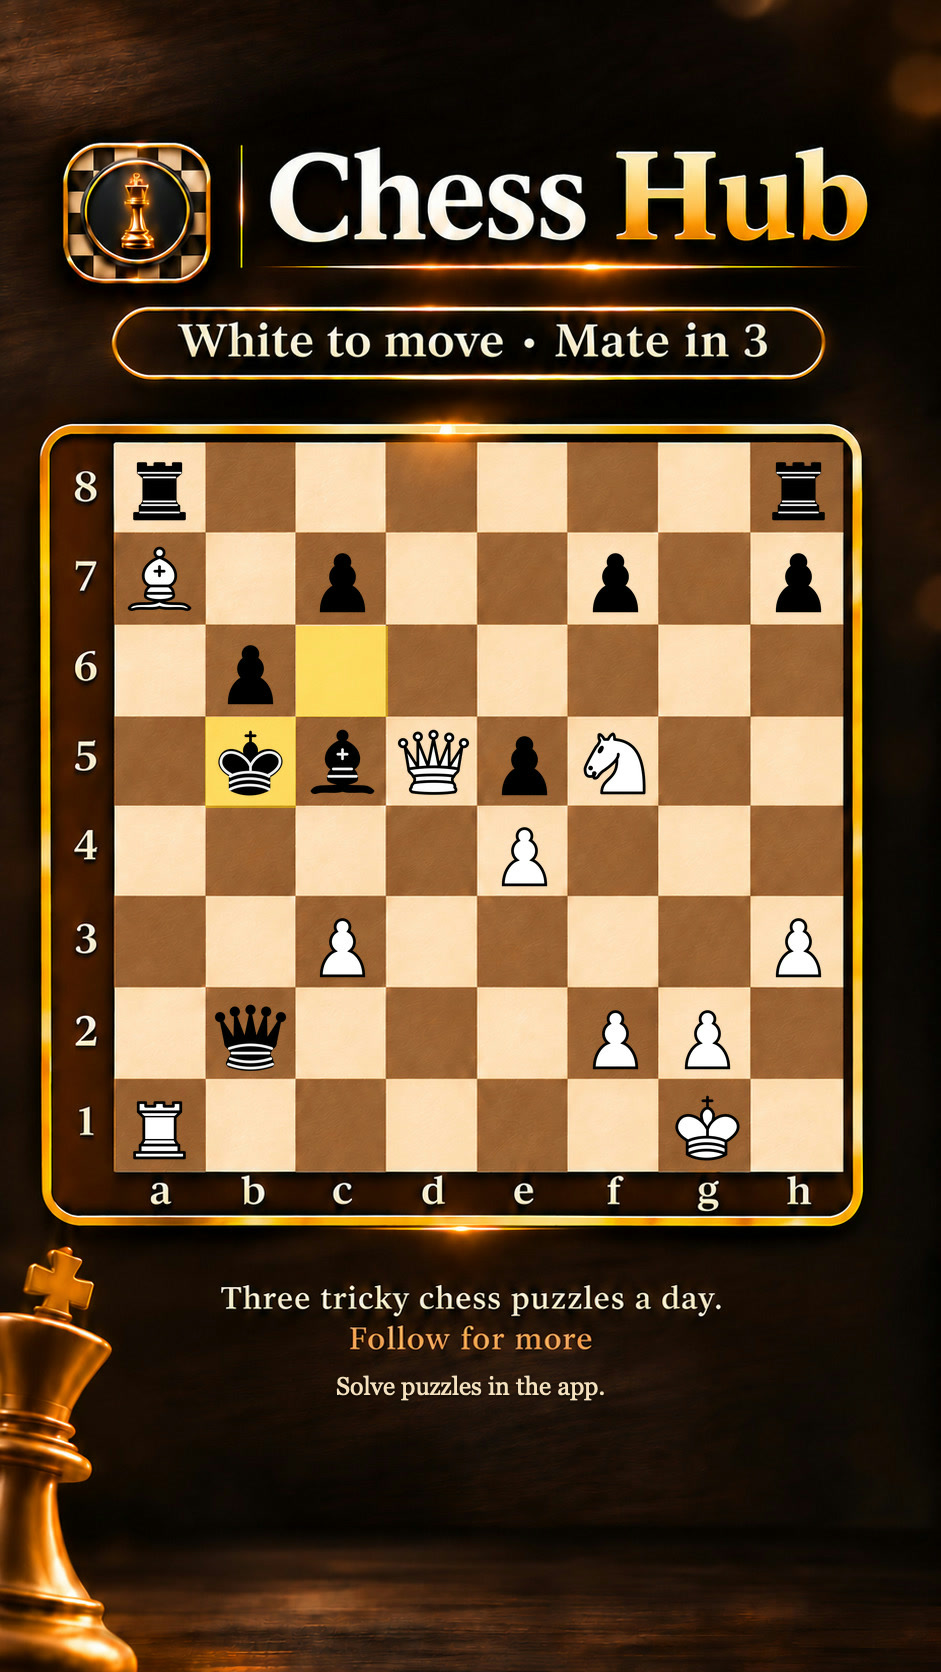 Chess Hub
White to move • Mate in 3
8
7
6
5
4
3
2
1
a b c d e f g h
Three tricky chess puzzles a day.
Follow for more
Solve puzzles in the app.